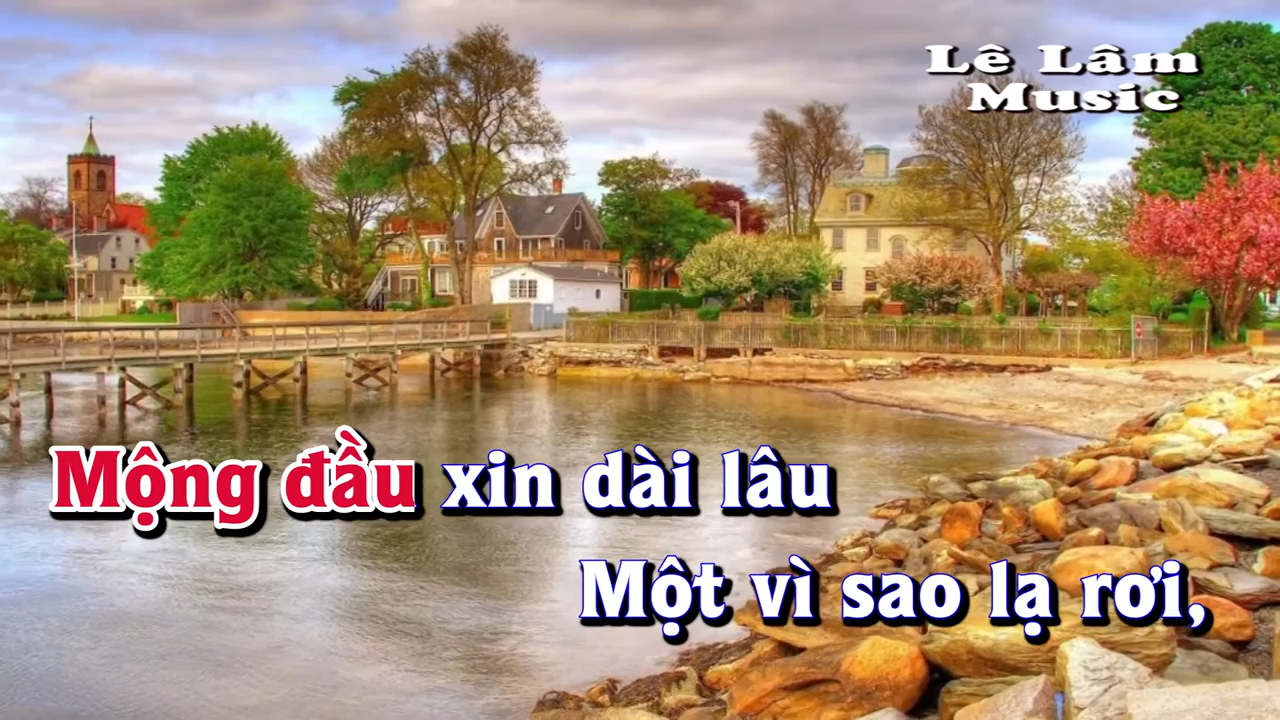 Lê Lâm
Music
Mộng đầu xin dài lâu
Một vì sao lạ rơi,